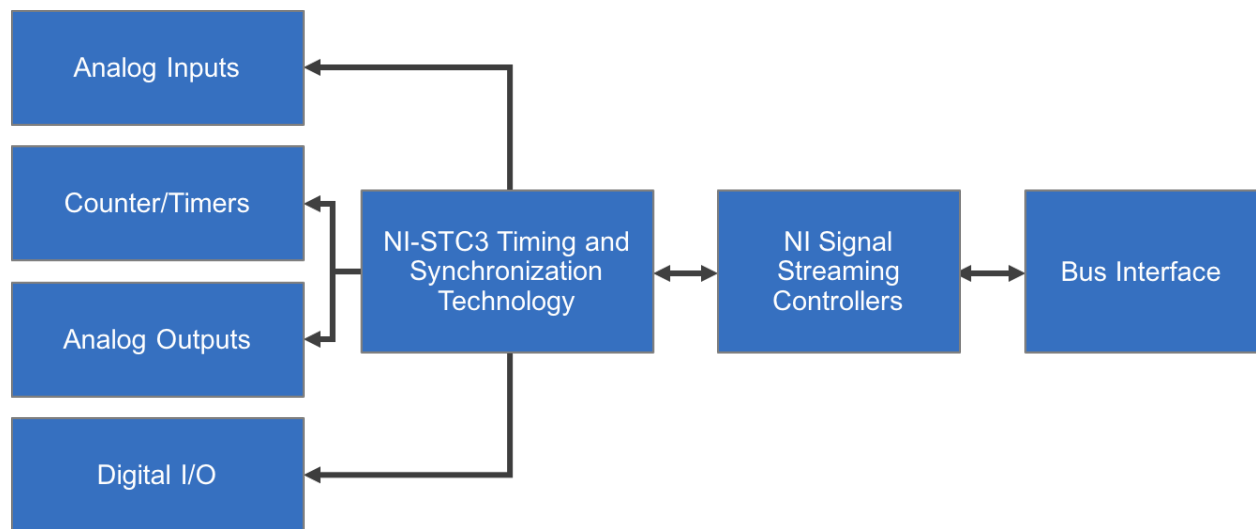 Analog Inputs
Counter/Timers
Analog Outputs
Digital I/O
NI-STC3 Timing and
Synchronization
Technology
NI Signal
Streaming
Controllers
Bus Interface